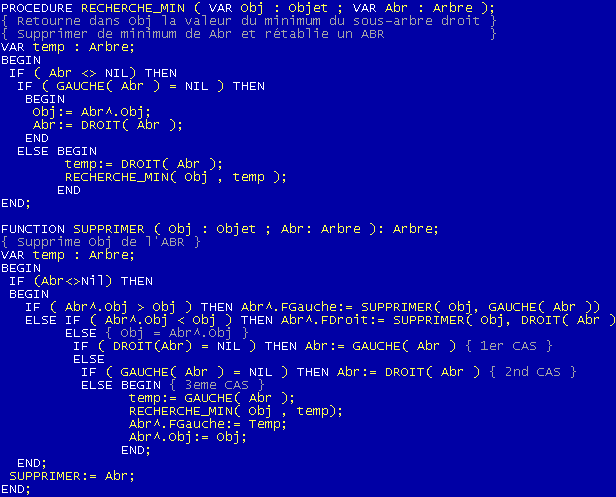 PROCEDURE RECHERCHE_MIN ( VAR Obj : Objet ; VAR Abr : Arbre );
{ Retourne dans Obj la valeur du minimum du sous-arbre droit }
{ Supprimer de minimum de Abr et rétablie un ABR }
VAR temp : Arbre;
BEGIN
IF ( Abr <> NIL) THEN
IF ( GAUCHE( Abr ) = NIL ) THEN
BEGIN
Obj:= Abr^.Obj;
Abr:= DROIT( Abr );
END
ELSE BEGIN
temp:= DROIT( Abr );
RECHERCHE_MIN( Obj , temp );
END
END;
FUNCTION SUPPRIMER ( Obj : Objet ; Abr: Arbre ): Arbre;
{ Supprime Obj de l'ABR }
VAR temp : Arbre;
BEGIN
IF (Abr<>Nil) THEN
BEGIN
IF ( Abr^.Obj > Obj ) THEN Abr^.FGauche:= SUPPRIMER( Obj, GAUCHE( Abr ))
ELSE IF ( Abr^.Obj < Obj ) THEN Abr^.FDroit:= SUPPRIMER( Obj, DROIT( Abr )
ELSE { Obj = Abr^.Obj }
IF ( DROIT(Abr) = NIL ) THEN Abr:= GAUCHE( Abr ) { 1er CAS }
ELSE
IF ( GAUCHE( Abr ) = NIL ) THEN Abr:= DROIT( Abr ) { 2nd CAS }
ELSE BEGIN { 3eme CAS }
temp:= GAUCHE( Abr );
RECHERCHE_MIN( Obj , temp);
Abr^.FGauche:= Temp;
Abr^.Obj:= Obj;
END;
END;
SUPPRIMER:= Abr;
END;